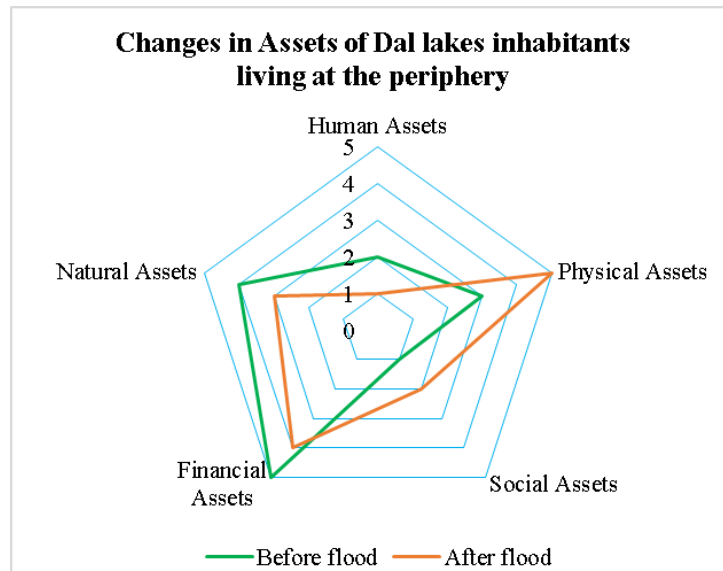 Changes in Assets of Dal lakes inhabitants
living at the periphery
Human Assets
5
4
3
2
1
0
Natural Assets
Physical Assets
Financial
Assets
Social Assets
Before flood
After flood